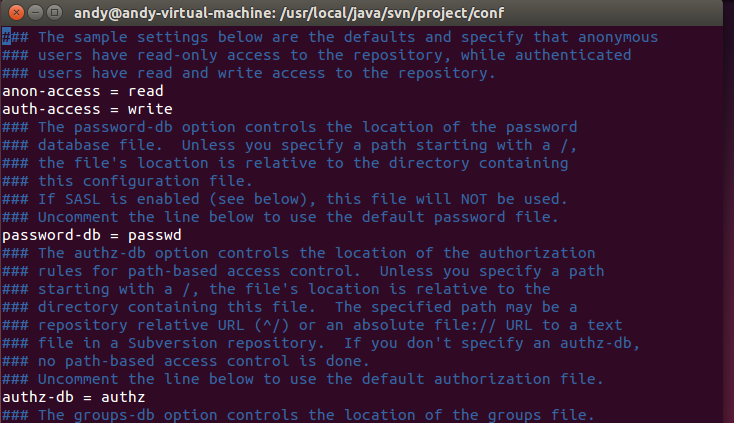 andy@andy-virtual-machine: /usr/local/java/svn/project/conf
### The sample settings below are the defaults and specify that anonymous
### users have read-only access to the repository, while authenticated
### users have read and write access to the repository.
anon-access = read
auth-access = write
### The password-db option controls the location of the password
### database file.  Unless you specify a path starting with a /,
### the file's location is relative to the directory containing
### this configuration file.
### If SASL is enabled (see below), this file will NOT be used.
### Uncomment the line below to use the default password file.
password-db = passwd
### The authz-db option controls the location of the authorization
### rules for path-based access control.  Unless you specify a path
### starting with a /, the file's location is relative to the
### directory containing this file.  The specified path may be a
### repository relative URL (^/) or an absolute file:// URL to a text
### file in a Subversion repository.  If you don't specify an authz-db,
### no path-based access control is done.
### Uncomment the line below to use the default authorization file.
authz-db = authz
### The groups-db option controls the location of the groups file.